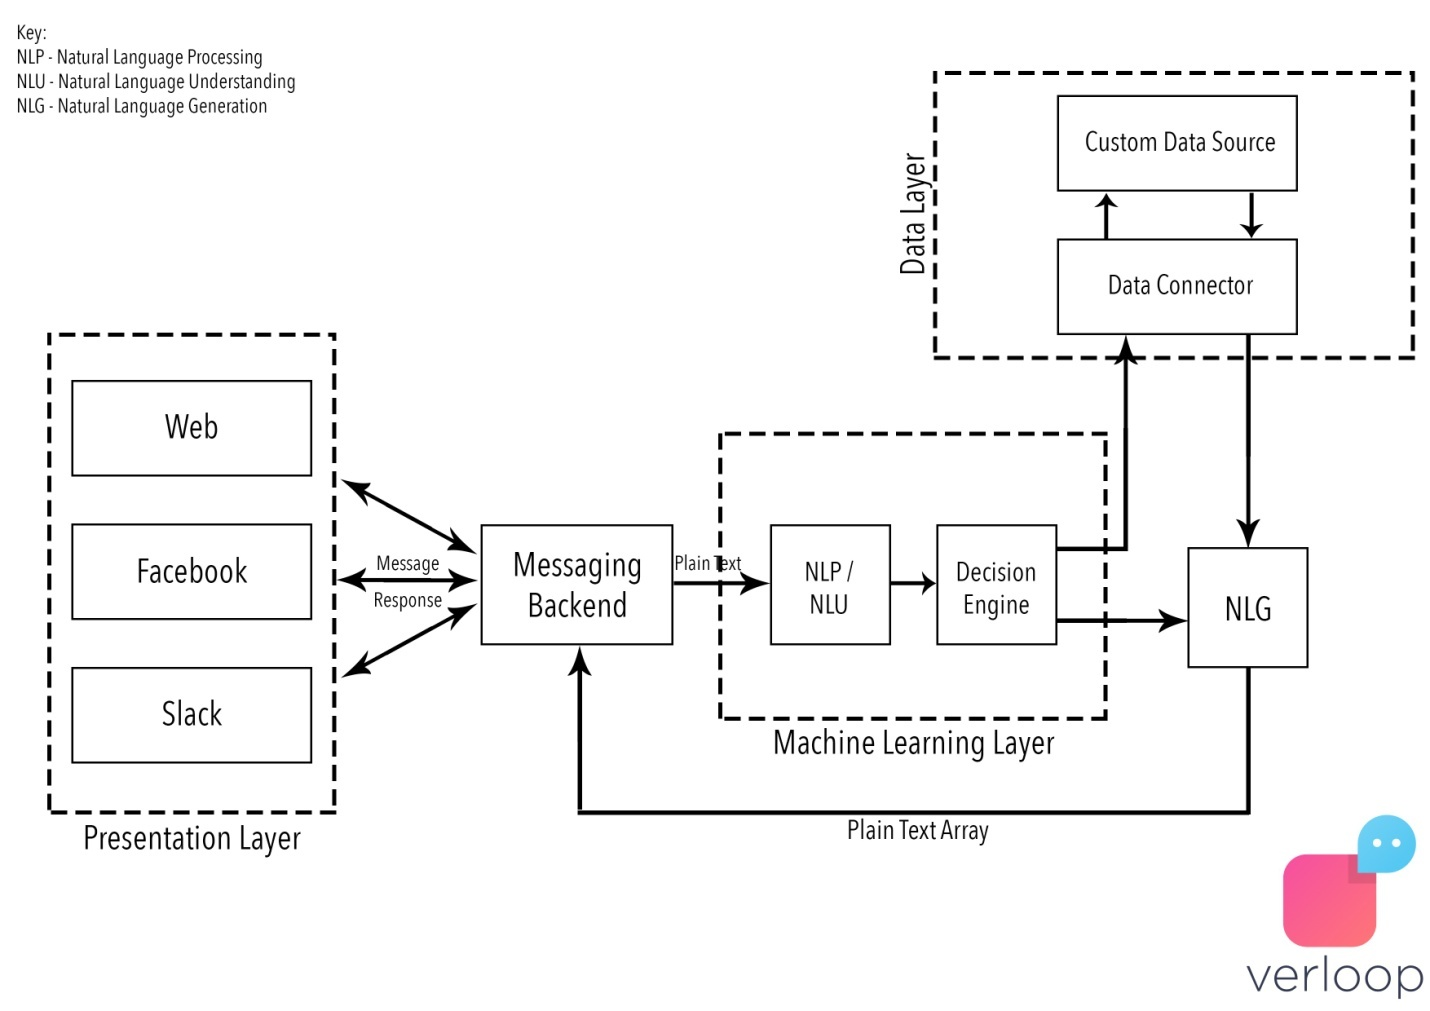 Key:
NLP - Natural Language Processing
NLU - Natural Language Understanding
NLG - Natural Language Generation
Custom Data Source
Data Layer
Data Connector
Web
Facebook
Slack
Presentation Layer
Message
Response
Messaging
Backend
Plain Text
NLP /
NLU
Decision
Engine
NLG
Machine Learning Layer
Plain Text Array
verloop